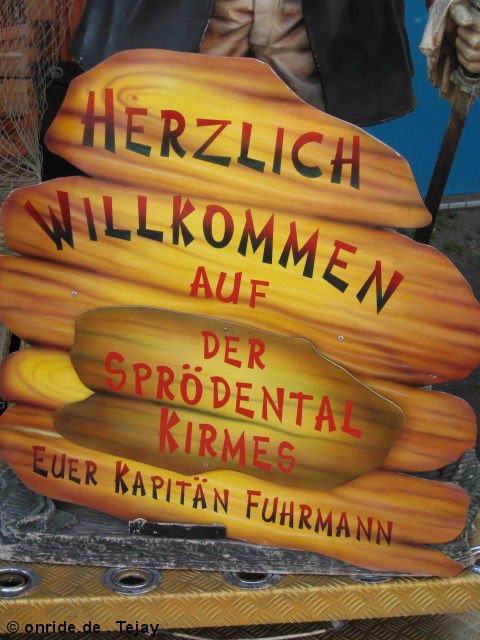 HERZLICH
WILLKOMMEN
AUF
DER
SPRÖDENTAL
KIRMES
EUER KAPITÄN FUHRMANN
© onride.de . Tejay